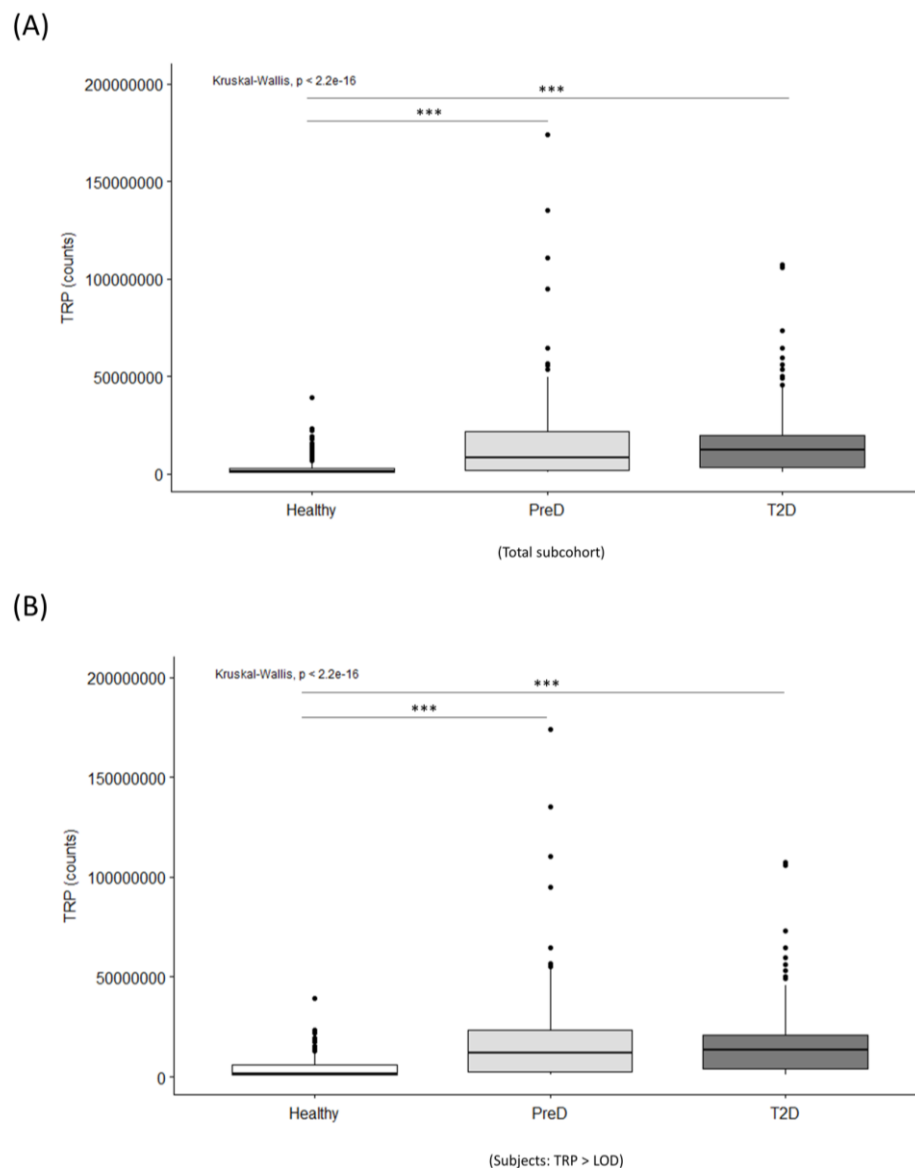 (A)
Kruskal-Wallis, p < 2.2e-16
***
***
200000000
150000000
100000000
50000000
0
TRP (counts)
Healthy PreD T2D
(Total subcohort)
(B)
Kruskal-Wallis, p < 2.2e-16
***
***
200000000
150000000
100000000
50000000
0
TRP (counts)
Healthy PreD T2D
(Subjects: TRP > LOD)